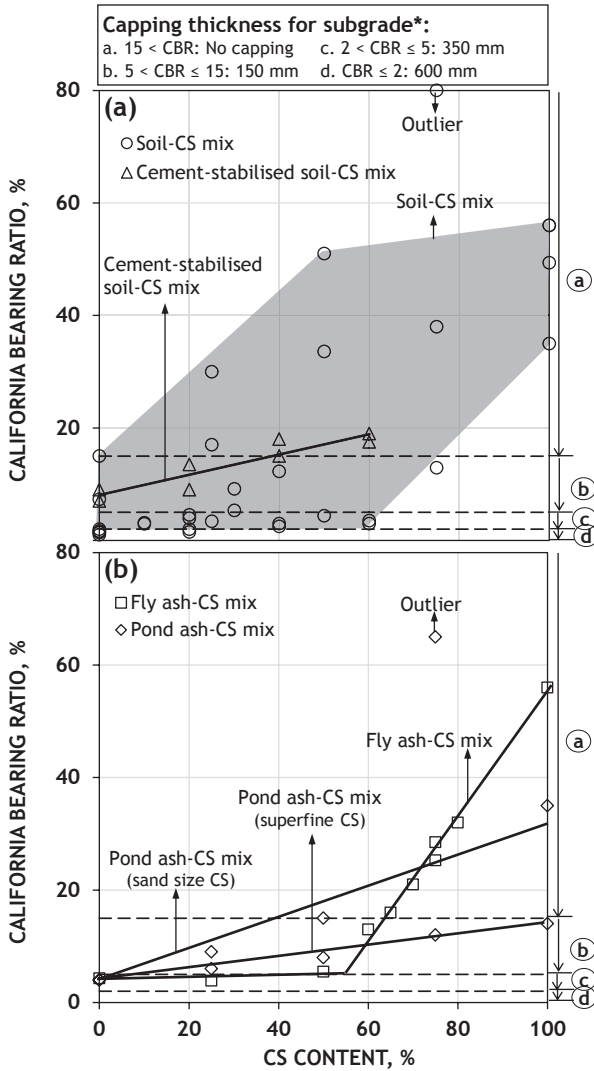 Capping thickness for subgrade*:
a. 15 < CBR: No capping c. 2 < CBR ≤ 5: 350 mm
b. 5 < CBR ≤ 15: 150 mm d. CBR ≤ 2: 600 mm
CALIFORNIA BEARING RATIO, %
80
60
40
20
0
(a)
Soil-CS mix
Cement-stabilised soil-CS mix
Outlier
Soil-CS mix
Cement-stabilised
soil-CS mix
a
b
c
d
CALIFORNIA BEARING RATIO, %
80
60
40
20
0
(b)
Fly ash-CS mix
Pond ash-CS mix
Outlier
Fly ash-CS mix
Pond ash-CS mix
(superfine CS)
Pond ash-CS mix
(sand size CS)
a
b
c
d
0 20 40 60 80 100
CS CONTENT, %